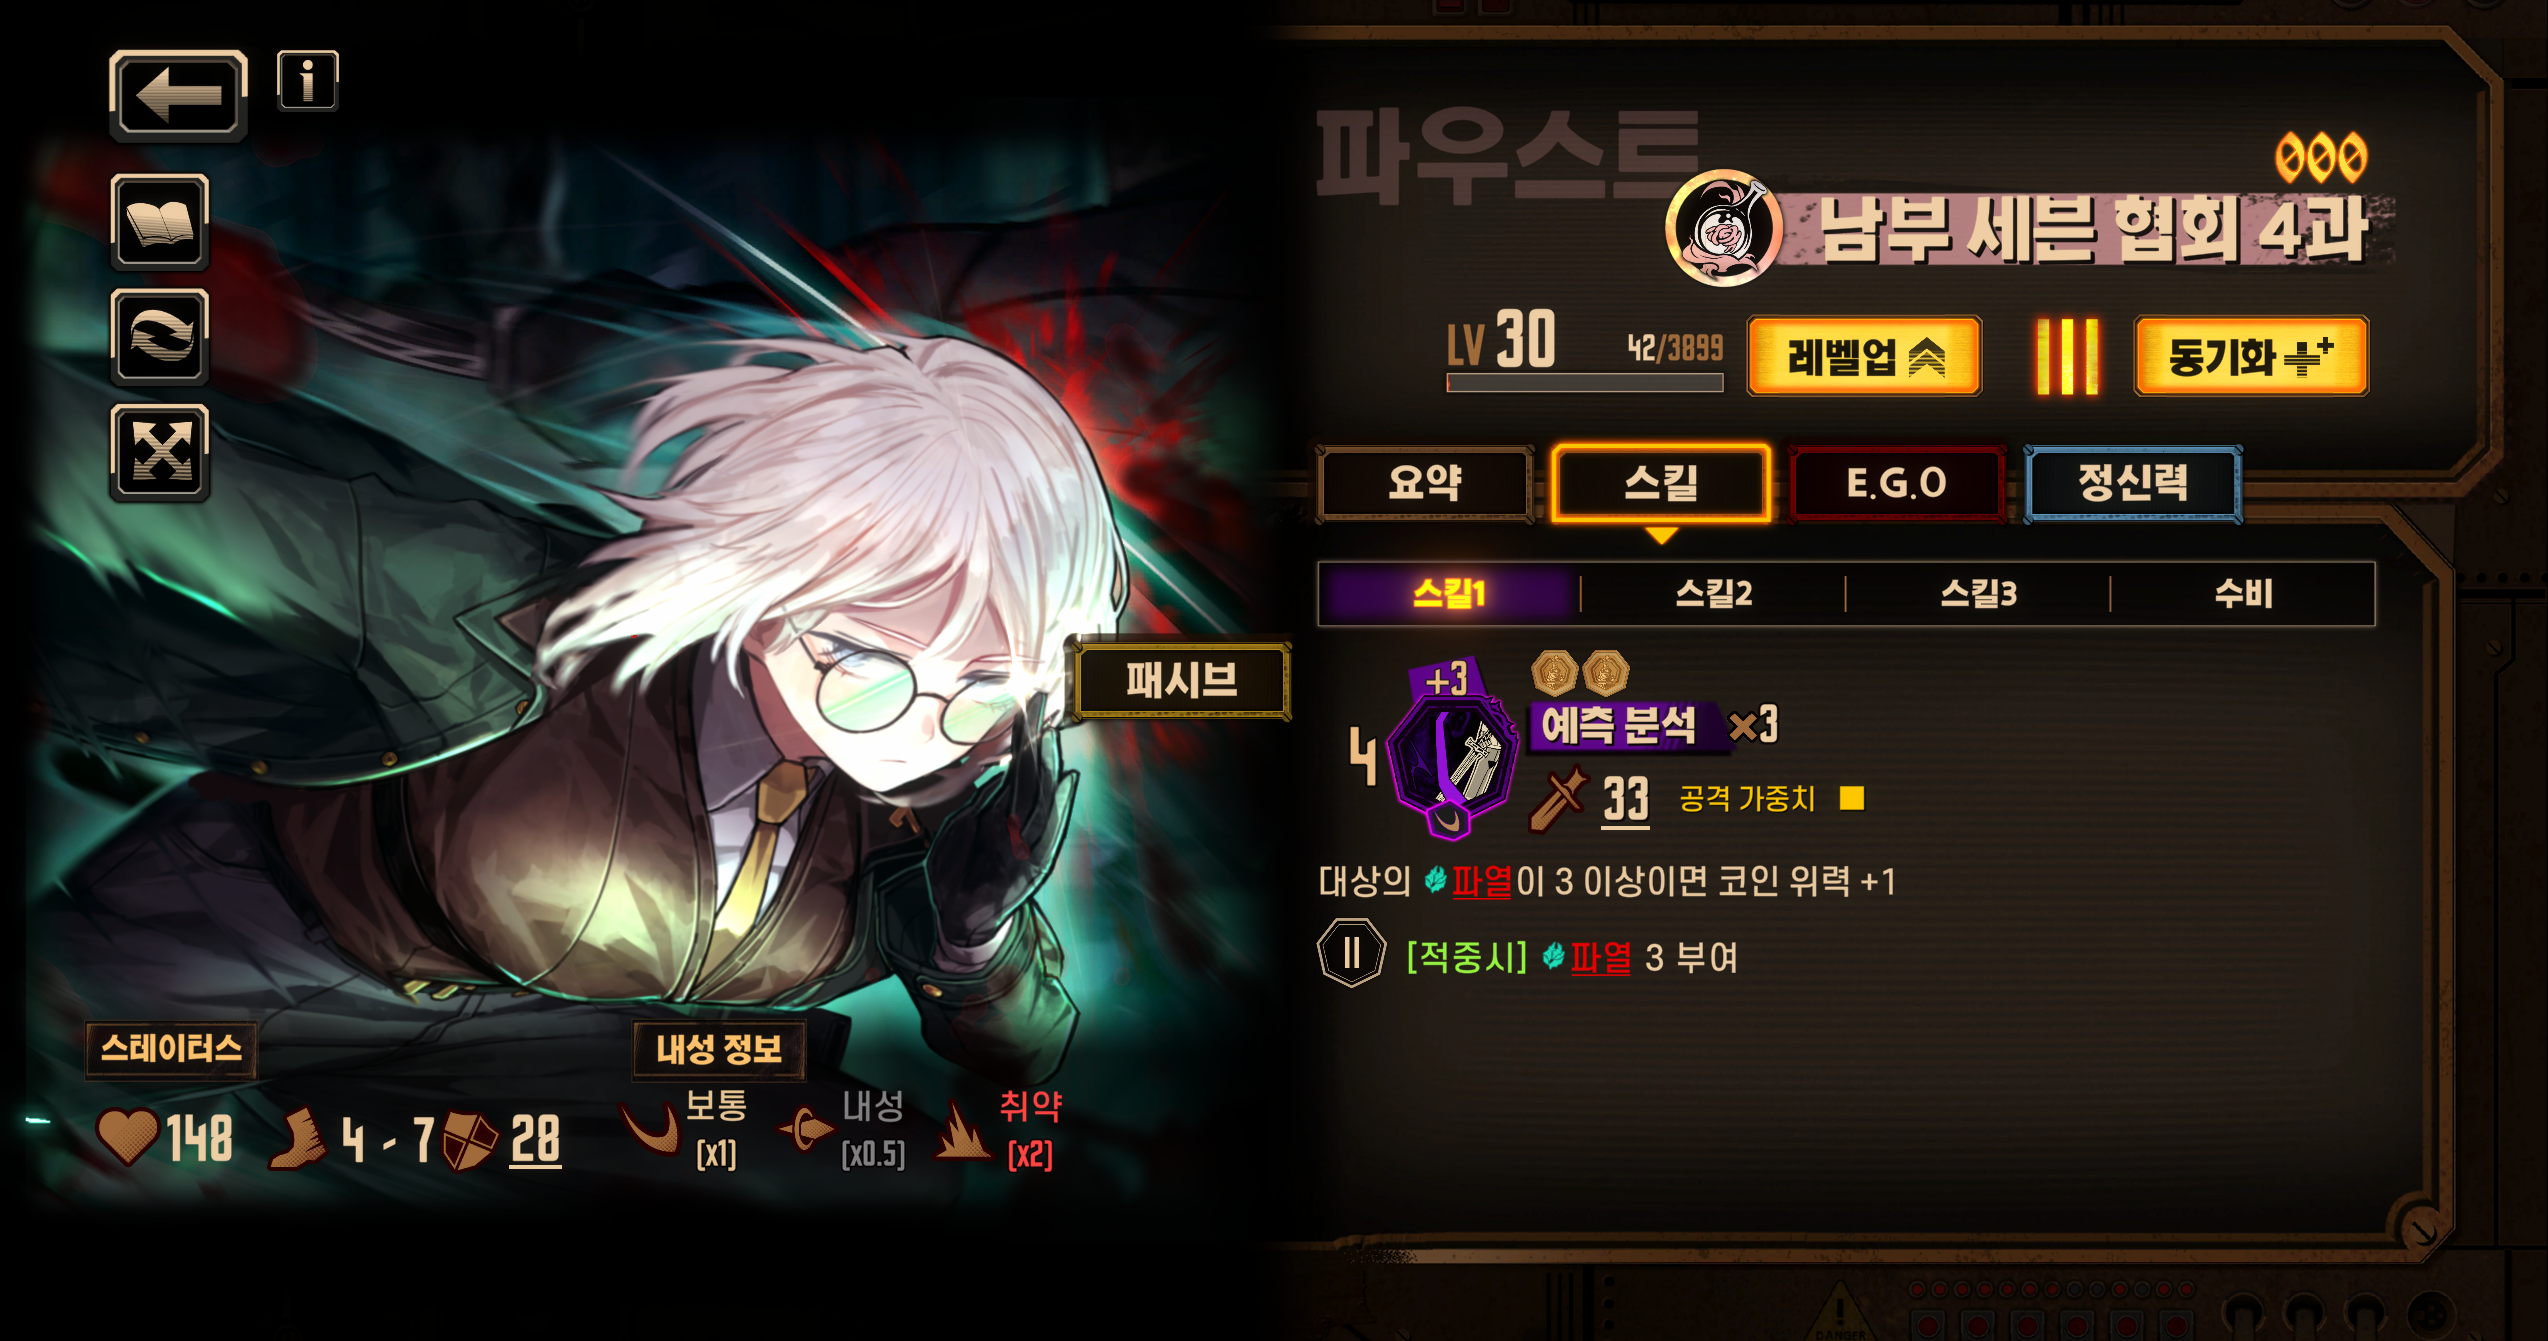 파우스트
000
남부 세븐 협회 4과
LV 30 42/3899 레벨업 동기화
요약 스킬 E.G.O 정신력
스킬1 스킬2 스킬3 수비
패시브
+3
4 예측 분석 ×3
33 공격 가중치
대상의 파열이 3 이상이면 코인 위력 +1
II [적중시] 파열 3 부여
스테이터스
148 4 - 7 28
내성 정보
보통 내성 취약
[x1] [x0.5] [x2]
DANGER